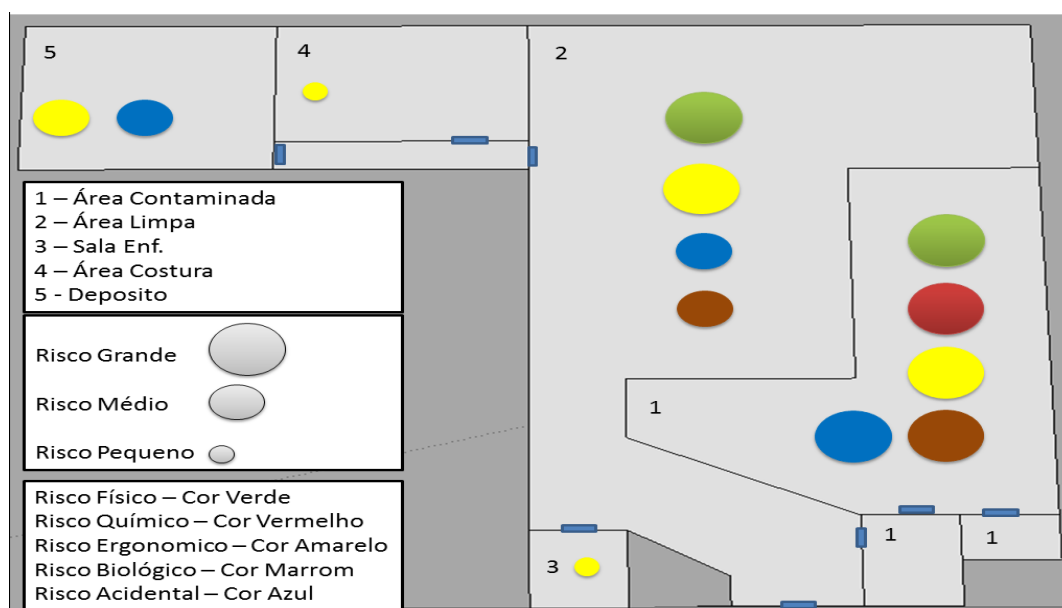 5
4
2
1 – Área Contaminada
2 – Área Limpa
3 – Sala Enf.
4 – Área Costura
5 - Deposito
Risco Grande
Risco Médio
Risco Pequeno
1
Risco Físico – Cor Verde
Risco Químico – Cor Vermelho
Risco Ergonomico – Cor Amarelo
Risco Biológico – Cor Marrom
Risco Acidental – Cor Azul
3
1
1